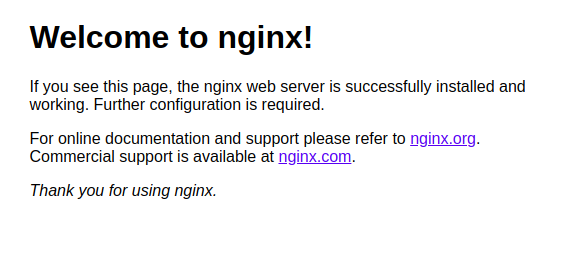 Welcome to nginx!
If you see this page, the nginx web server is successfully installed and
working. Further configuration is required.
For online documentation and support please refer to nginx.org.
Commercial support is available at nginx.com.
Thank you for using nginx.